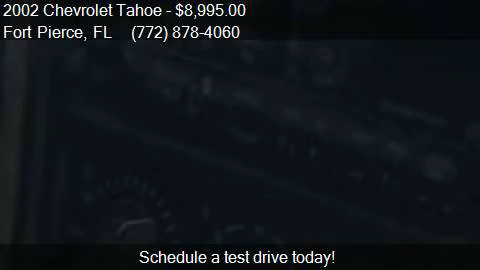 2002 Chevrolet Tahoe - $8,995.00
Fort Pierce, FL (772) 878-4060
Schedule a test drive today!